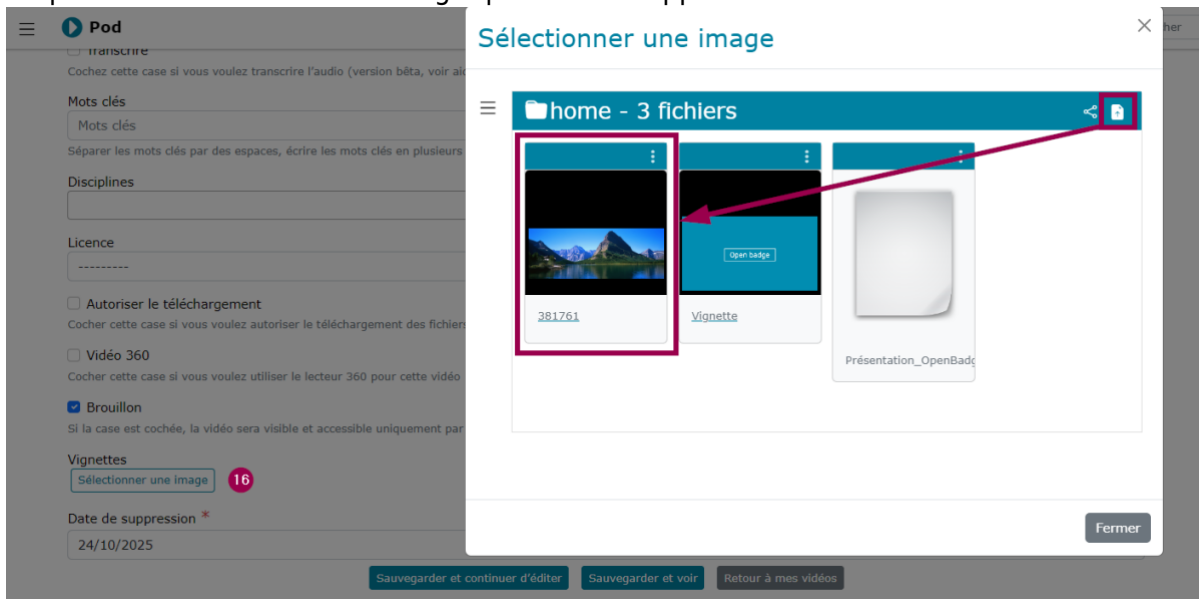 Pod
Transcrire
Cochez cette case si vous voulez transcrire l'audio (version bêta, voir
Mots clés
Mots clés
Séparer les mots clés par des espaces, écrire les mots clés en plusieurs
Disciplines
Licence
---------
Autoriser le téléchargement
Cocher cette case si vous voulez autoriser le téléchargement des fichiers
Vidéo 360
Cocher cette case si vous voulez utiliser le lecteur 360 pour cette vidéo
Brouillon
Si la case est cochée, la vidéo sera visible et accessible uniquement par
Vignettes
Sélectionner une image
16
Date de suppression *
24/10/2025
Sauvegarder et continuer d'éditer Sauvegarder et voir Retour à mes vidéos
Sélectionner une image
×
her
home - 3 fichiers
Open badge
381761
Vignette
Présentation_OpenBadg
Fermer